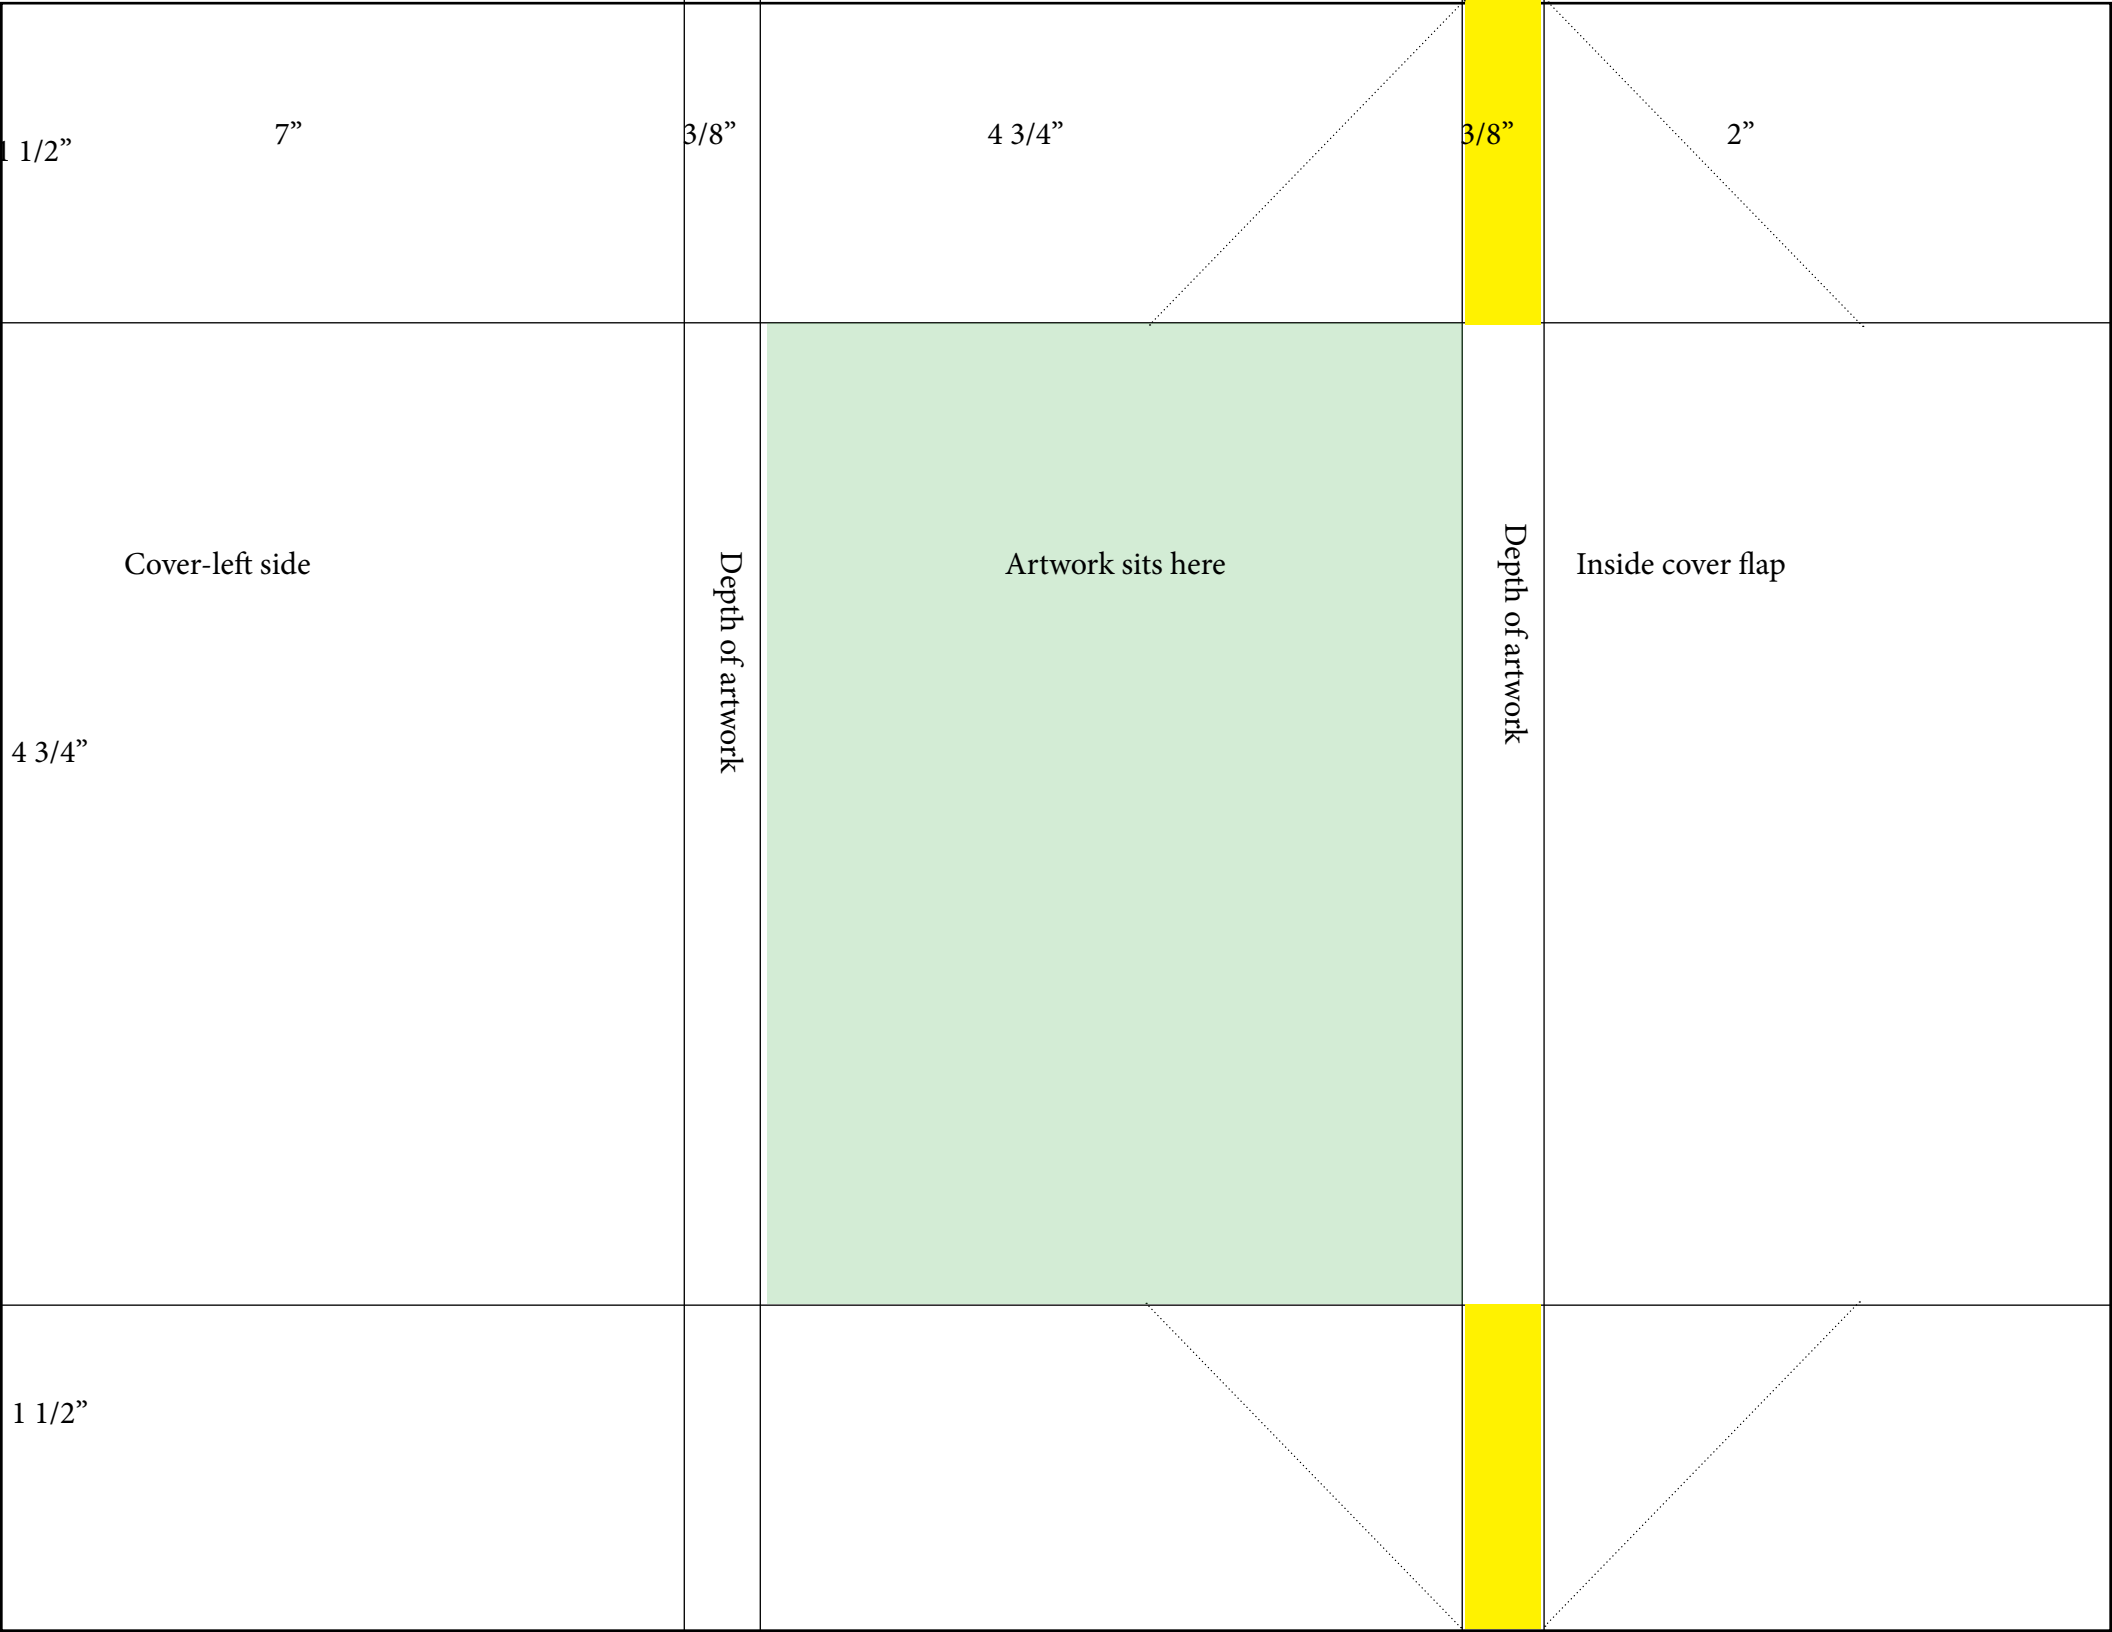 7”
3/8”
4 3/4”
3/8”
2”
1 1/2”
Cover-left side
Depth of artwork
Artwork sits here
Depth of artwork
Inside cover flap
4 3/4”
1 1/2”